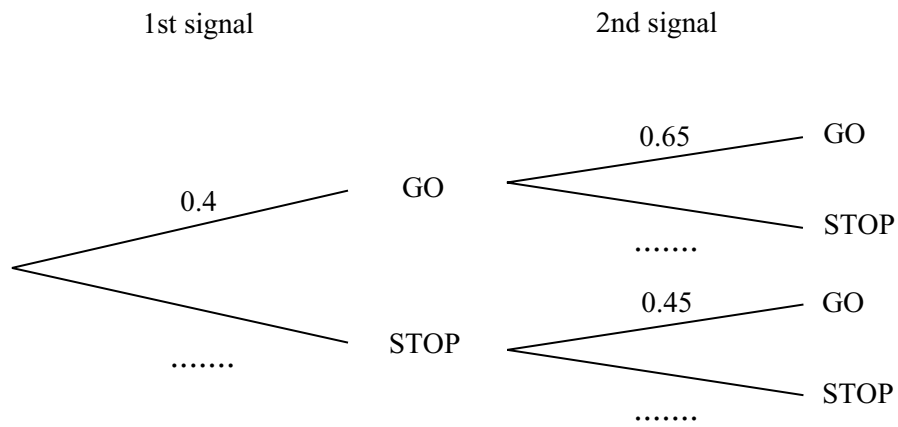 1st signal 2nd signal
0.65 GO
0.4 GO
STOP
.......
0.45 GO
STOP
.......
STOP
.......